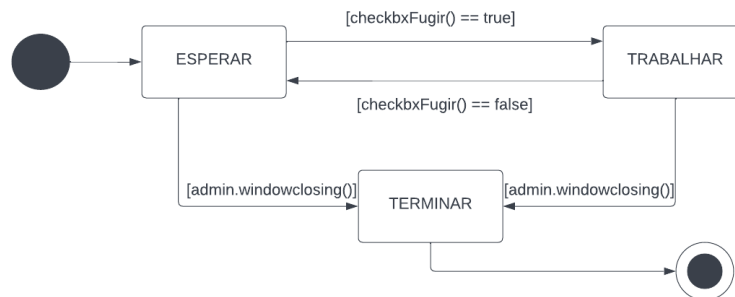 [checkbxFugir() == true]
ESPERAR
TRABALHAR
[checkbxFugir() == false]
[admin.windowclosing()]
[admin.windowclosing()]
TERMINAR